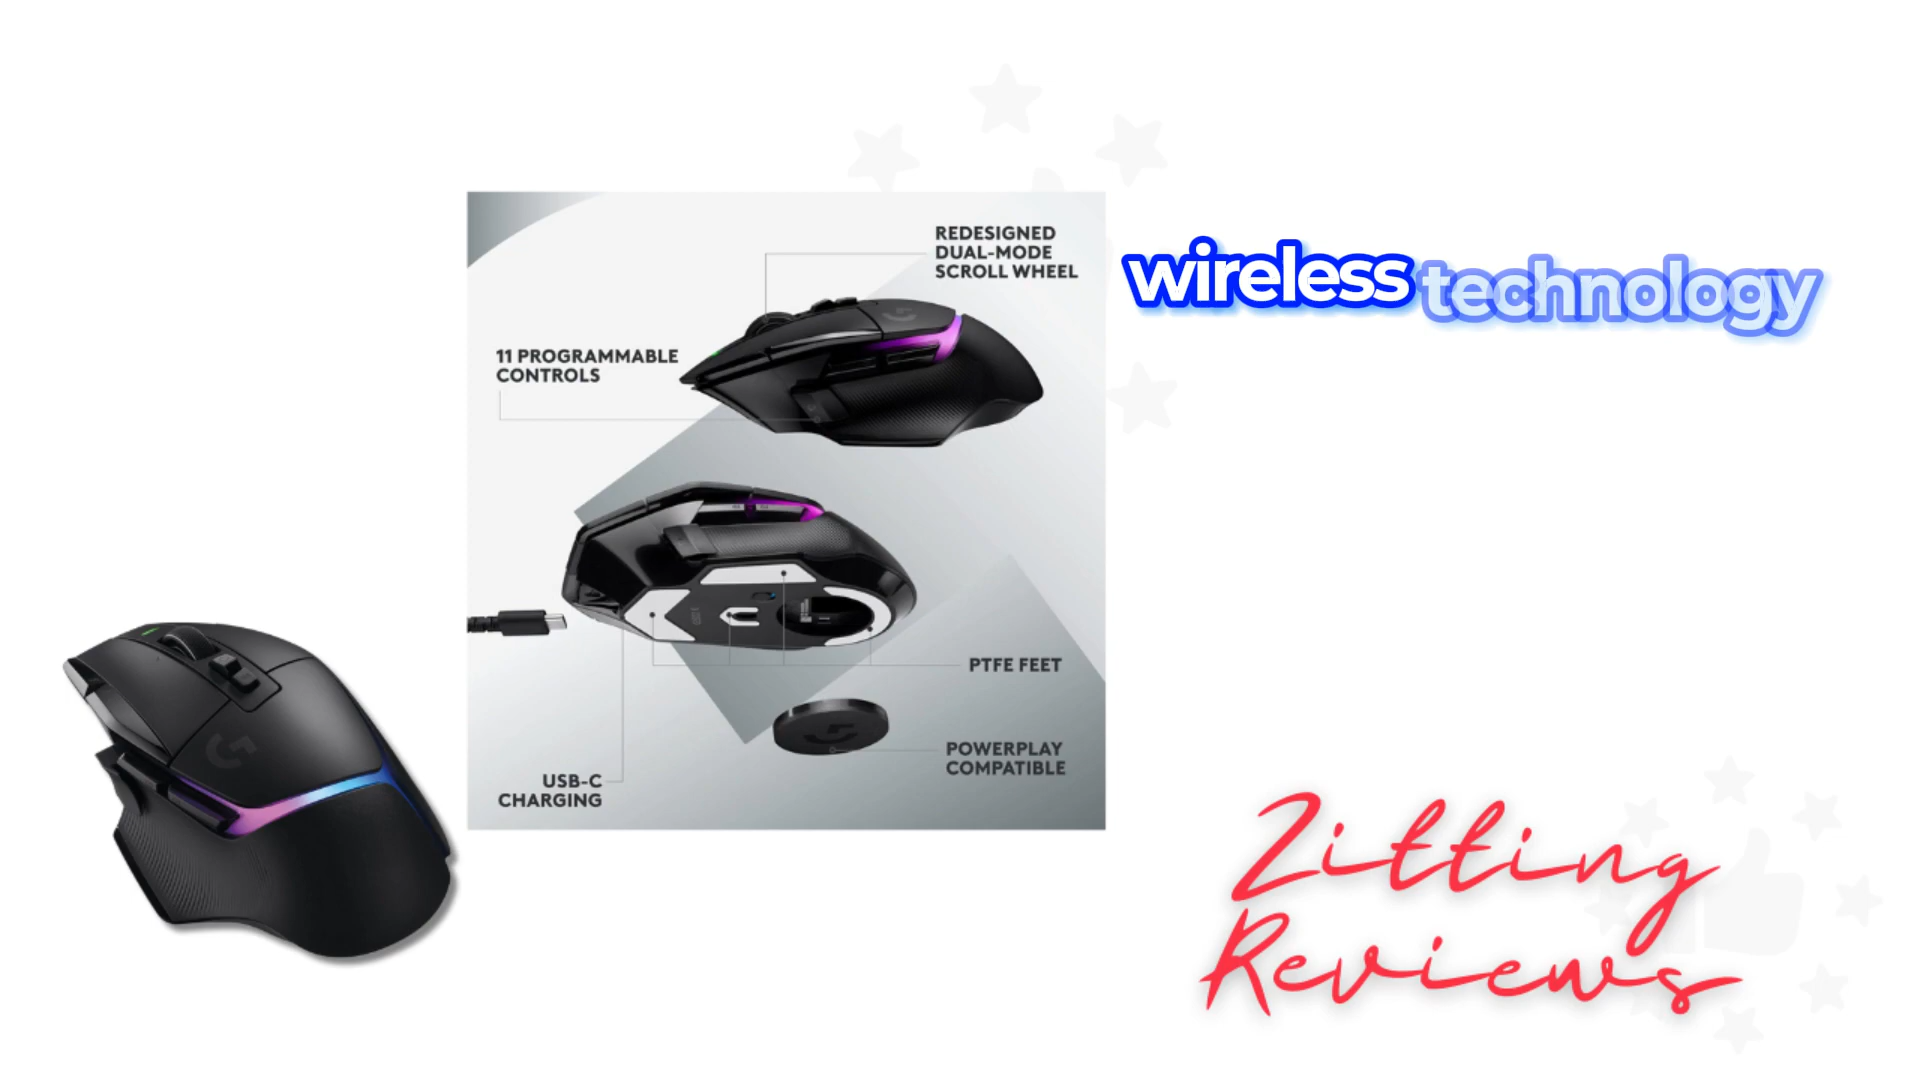 REDESIGNED
DUAL-MODE
SCROLL WHEEL
wireless technology
11 PROGRAMMABLE
CONTROLS
PTFE FEET
POWERPLAY
COMPATIBLE
USB-C
CHARGING
Zitting
Reviews